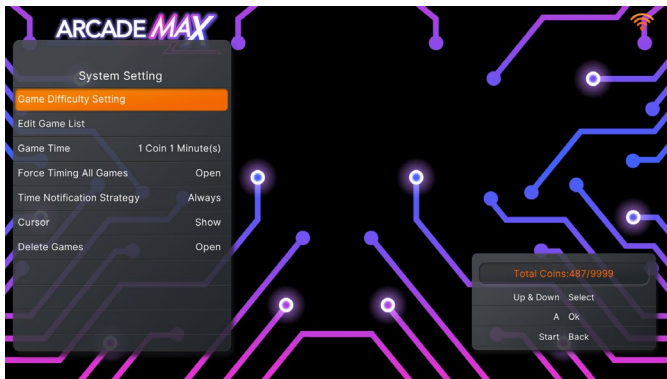 ARCADE MAX
System Setting
Game Difficulty Setting
Edit Game List
Game Time 1 Coin 1 Minute(s)
Force Timing All Games Open
Time Notification Strategy Always
Cursor Show
Delete Games Open
Total Coins:487/9999
Up & Down Select
A Ok
Start Back